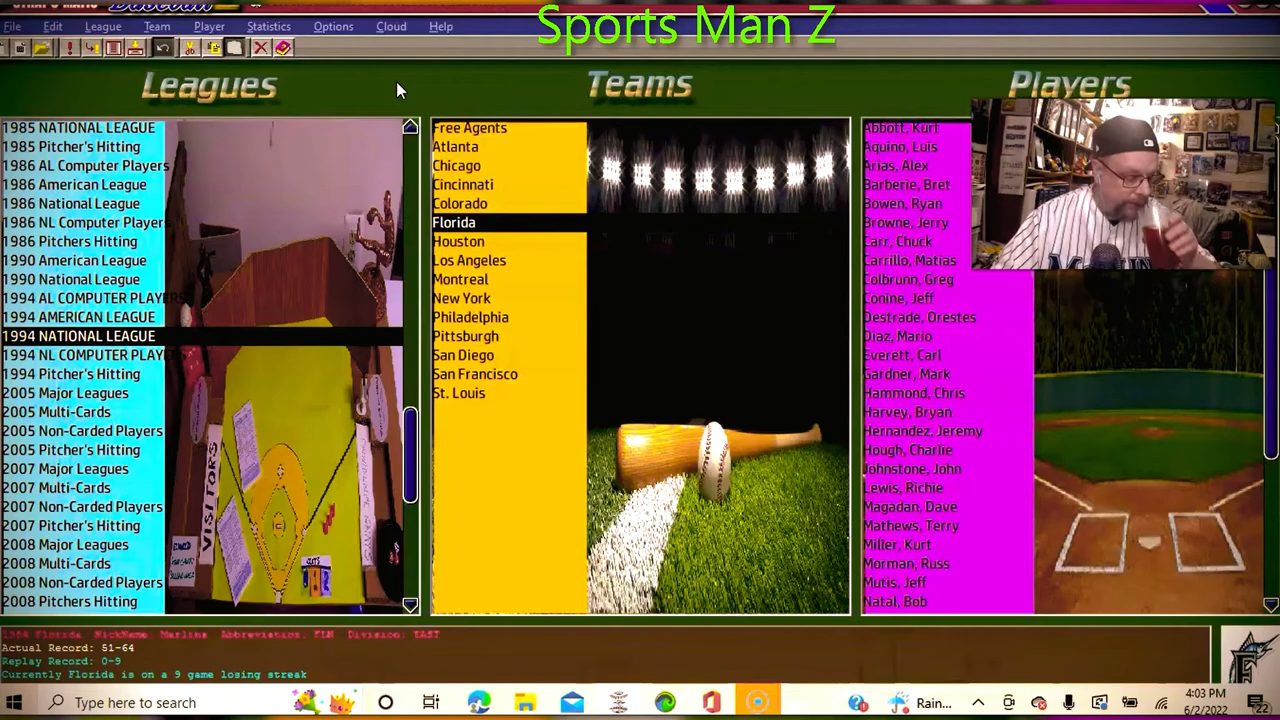 Sports Man Z
File Edit League Team Player Statistics Options Cloud Help
Leagues
Teams
Players
1985 NATIONAL LEAGUE
1985 Pitcher's Hitting
1986 AL Computer Players
1986 American League
1986 National League
1986 NL Computer Player
1986 Pitchers Hitting
1990 American League
1990 National League
1994 AL COMPUTER PLAYERS
1994 AMERICAN LEAGUE
1994 NATIONAL LEAGUE
1994 NL COMPUTER PLAYE
1994 Pitcher's Hitting
2005 Major Leagues
2005 Multi-Cards
2005 Non-Carded Players
2005 Pitcher's Hitting
2007 Major Leagues
2007 Multi-Cards
2007 Non-Carded Players
2007 Pitcher's Hitting
2008 Major Leagues
2008 Multi-Cards
2008 Non-Carded Players
2008 Pitchers Hitting
VISITORS
Free Agents
Atlanta
Chicago
Cincinnati
Colorado
Florida
Houston
Los Angeles
Montreal
New York
Philadelphia
Pittsburgh
San Diego
San Francisco
St. Louis
Abbott, Kurt
Aquino, Luis
Arias, Alex
Barberie, Bret
Bowen, Ryan
Browne, Jerry
Carr, Chuck
Carrillo, Matias
Colbrunn, Greg
Conine, Jeff
Destrade, Orestes
Diaz, Mario
Everett, Carl
Gardner, Mark
Hammond, Chris
Harvey, Bryan
Hernandez, Jeremy
Hough, Charlie
Johnstone, John
Lewis, Richie
Magadan, Dave
Mathews, Terry
Miller, Kurt
Morman, Russ
Mutis, Jeff
Natal, Bob
1994 Florida NickName Marlins Abbreviation: FLN Division: EAST
Actual Record: 51-64
Replay Record: 0-9
Currently Florida is on a 9 game losing streak
Type here to search
Rain...
4:03 PM
6/2/2022
22